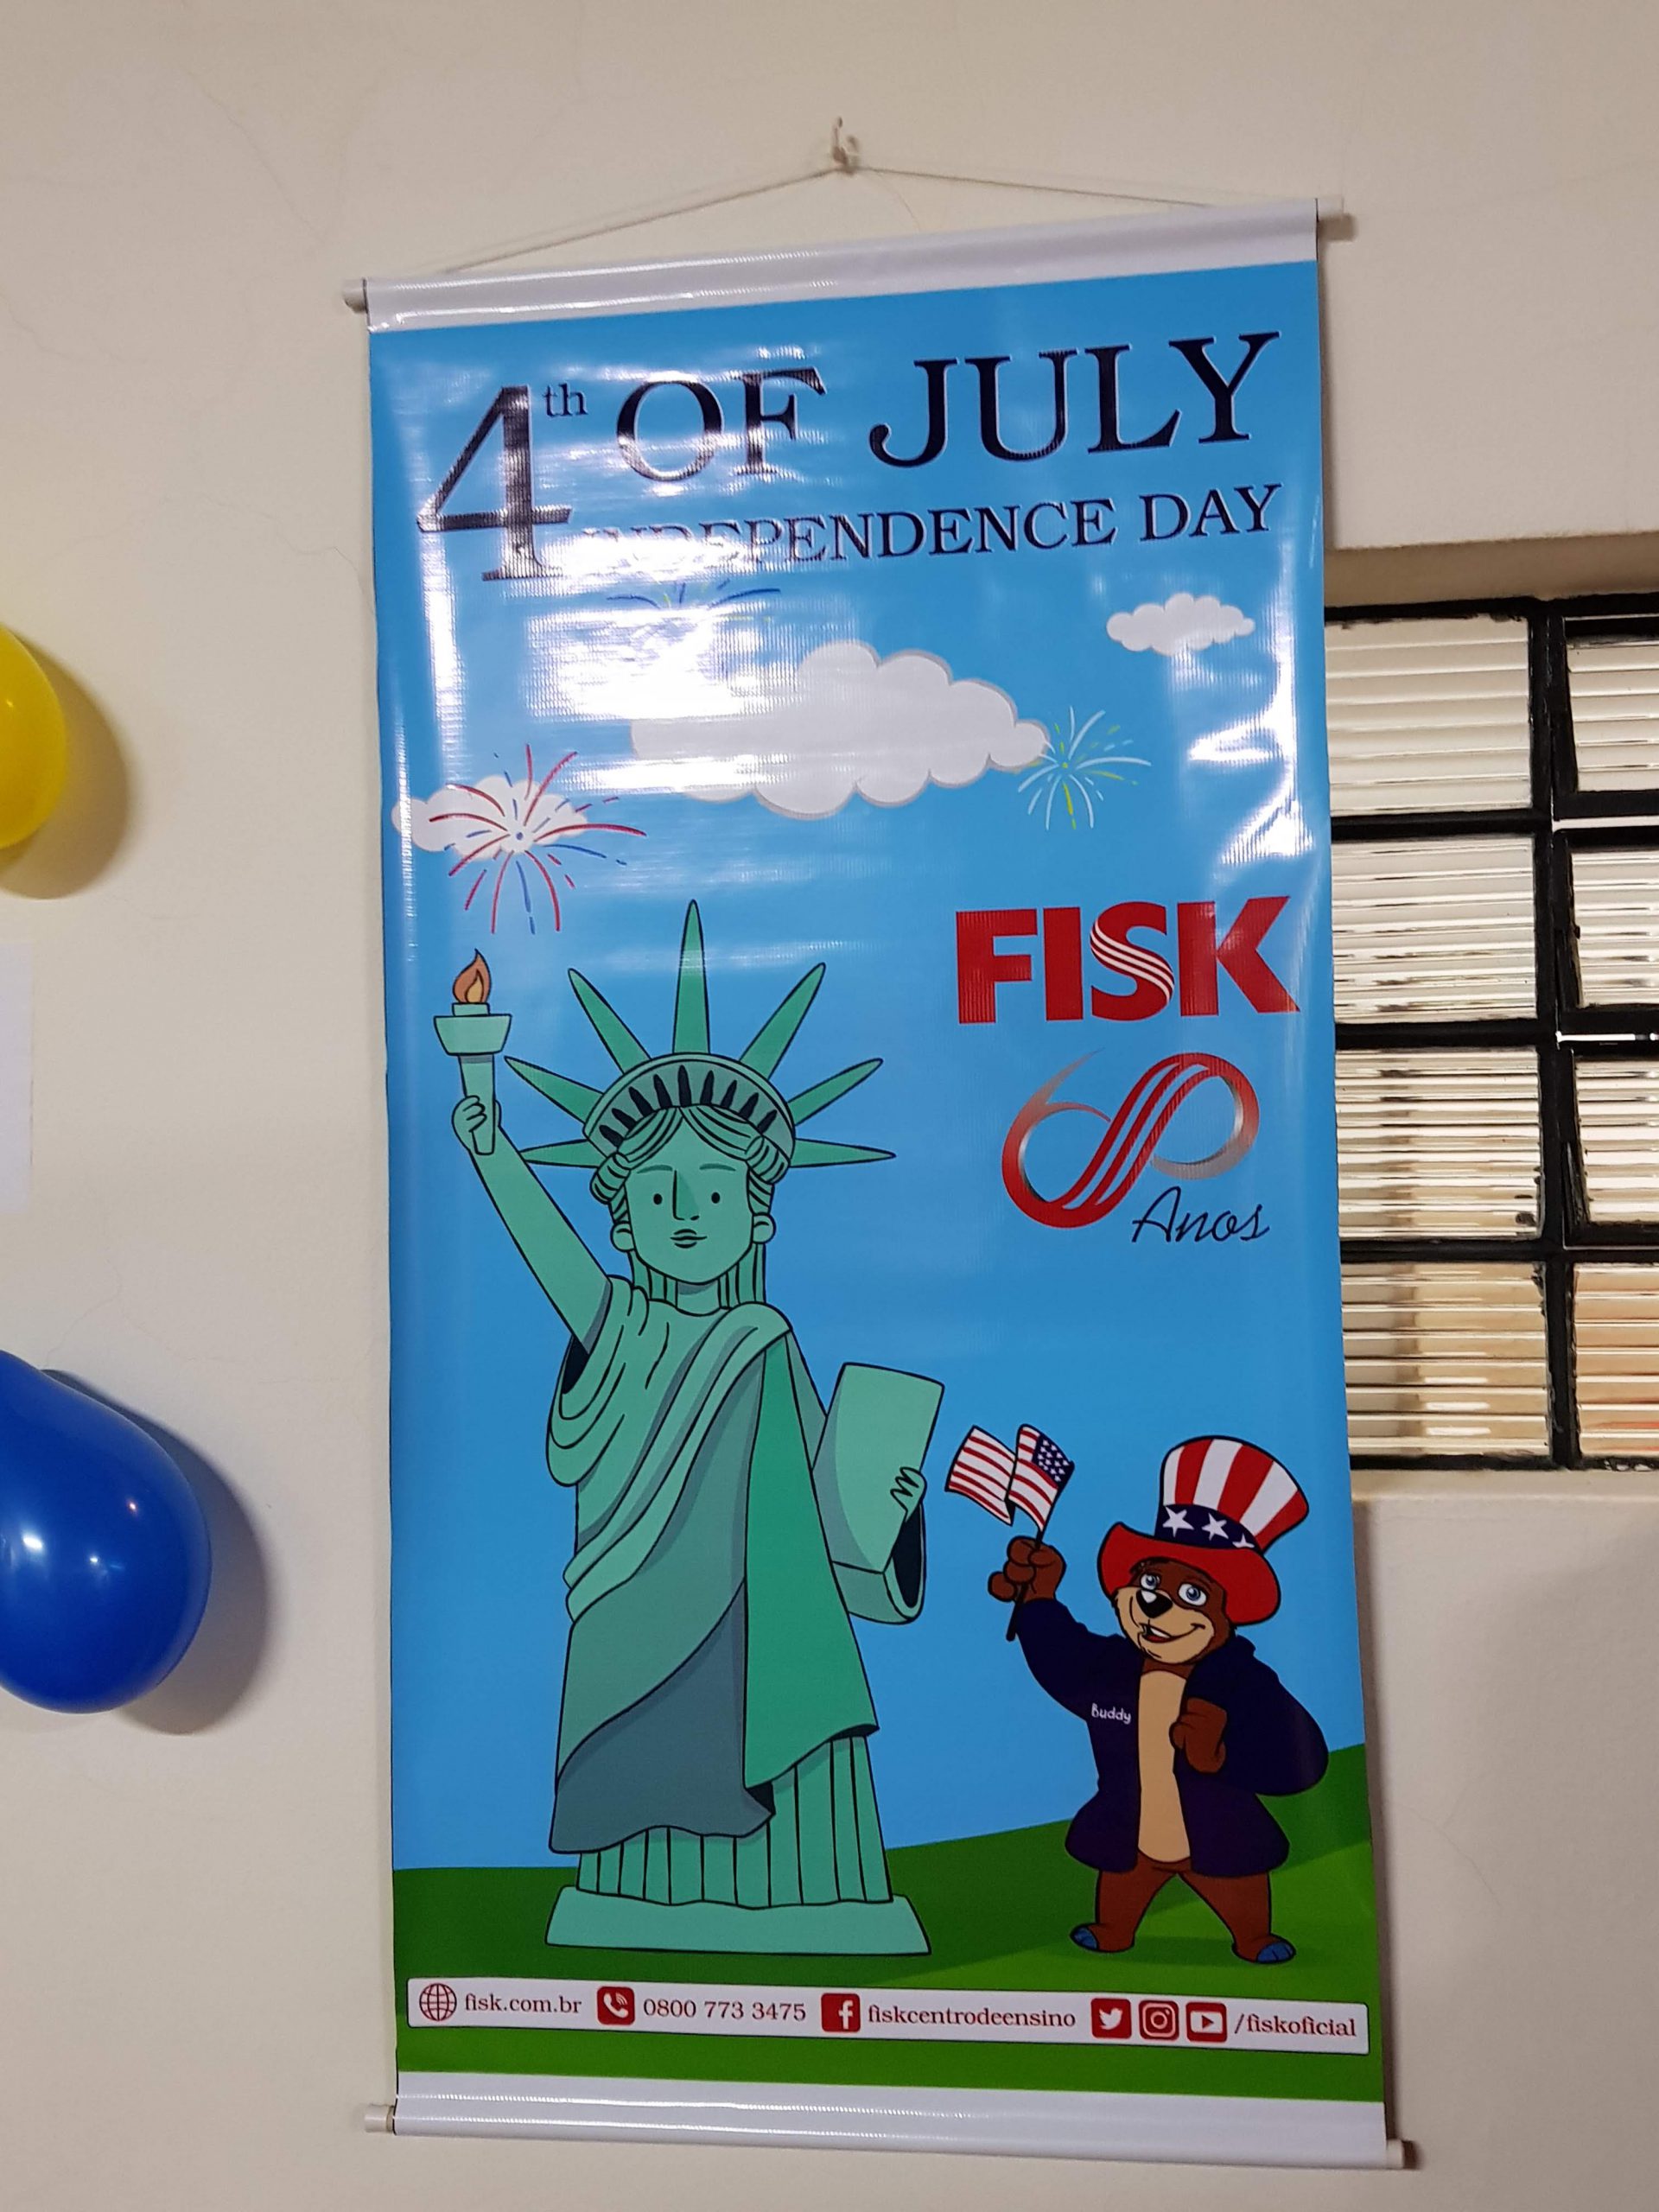 4th OF JULY
INDEPENDENCE DAY
FISK
60
Anos
Buddy
fisk.com.br 0800 773 3475 fiskcentrodeensino /fiskoficial